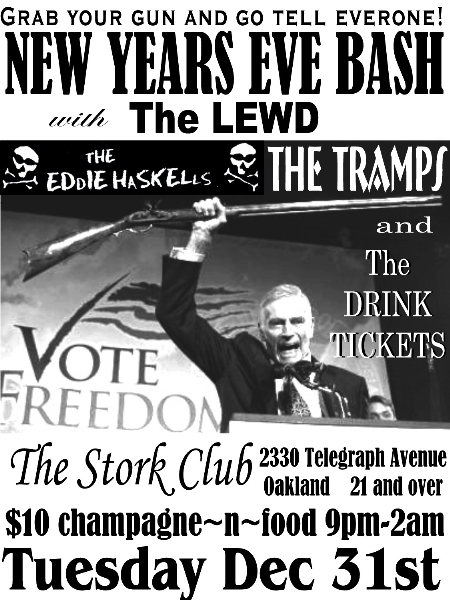 GRAB YOUR GUN AND GO TELL EVERONE!
NEW YEARS EVE BASH
with The LEWD
THE
EDDIE HASKELLS
THE TRAMPS
and
The
DRINK
TICKETS
VOTE
FREEDOM
The Stork Club
2330 Telegraph Avenue
Oakland 21 and over
$10 champagne~n~food 9pm-2am
Tuesday Dec 31st